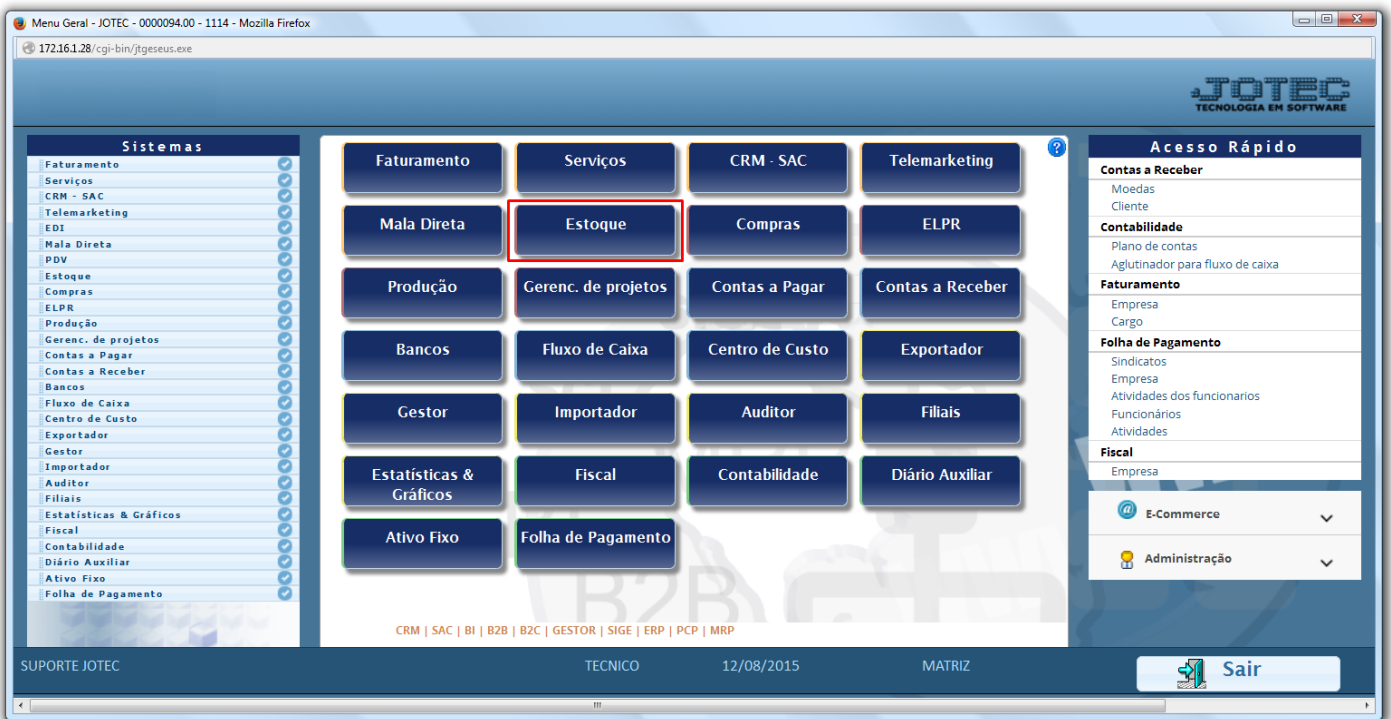 Menu Geral - JOTEC - 0000094.00 - 1114 - Mozilla Firefox
172.16.1.28/cgi-bin/jtgeseus.exe
JOTEC
TECNOLOGIA EM SOFTWARE
Sistemas
Faturamento
Serviços
CRM - SAC
Telemarketing
EDI
Mala Direta
PDV
Estoque
Compras
ELPR
Produção
Gerenc. de projetos
Contas a Pagar
Contas a Receber
Bancos
Fluxo de Caixa
Centro de Custo
Exportador
Gestor
Importador
Auditor
Filiais
Estatísticas & Gráficos
Fiscal
Contabilidade
Diário Auxiliar
Ativo Fixo
Folha de Pagamento
Faturamento Serviços CRM - SAC Telemarketing
Mala Direta Estoque Compras ELPR
Produção Gerenc. de projetos Contas a Pagar Contas a Receber
Bancos Fluxo de Caixa Centro de Custo Exportador
Gestor Importador Auditor Filiais
Estatísticas & Gráficos Fiscal Contabilidade Diário Auxiliar
Ativo Fixo Folha de Pagamento
B2B
CRM | SAC | BI | B2B | B2C | GESTOR | SIGE | ERP | PCP | MRP
?
Acesso Rápido
Contas a Receber
Moedas
Cliente
Contabilidade
Plano de contas
Aglutinador para fluxo de caixa
Faturamento
Empresa
Cargo
Folha de Pagamento
Sindicatos
Empresa
Atividades dos funcionarios
Funcionários
Atividades
Fiscal
Empresa
@ E-Commerce
Administração
SUPORTE JOTEC TECNICO 12/08/2015 MATRIZ Sair